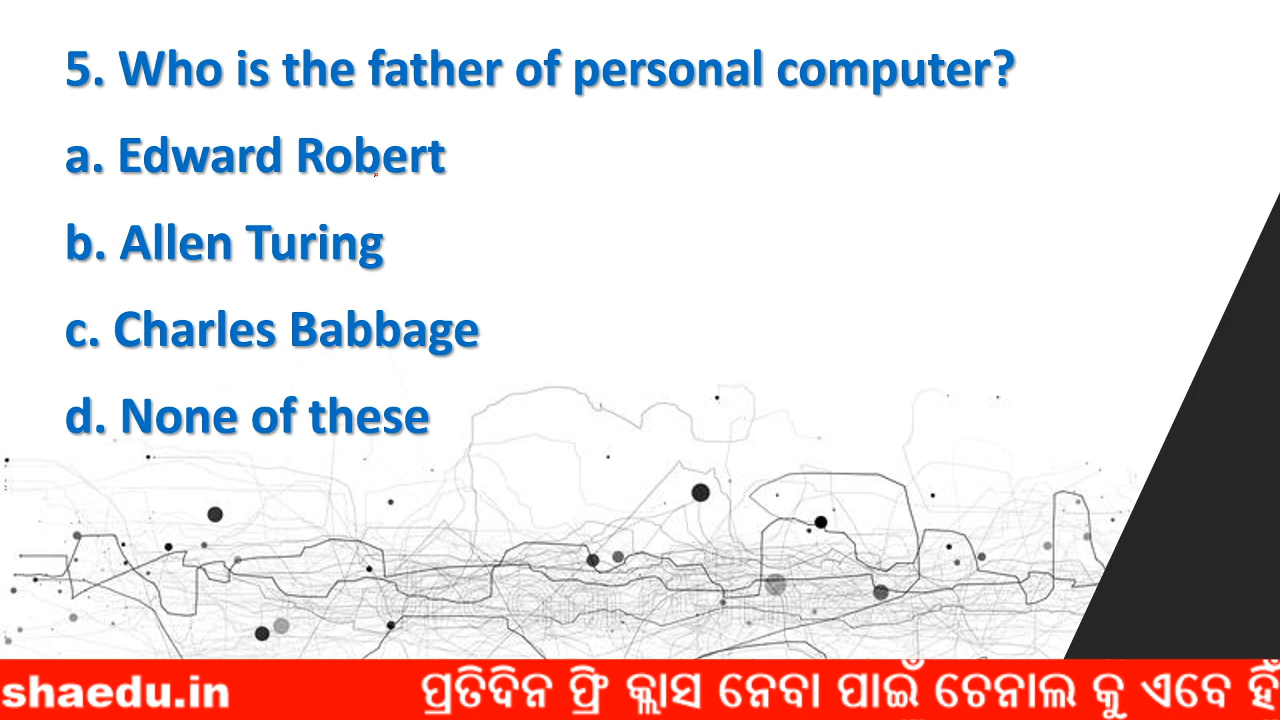 5. Who is the father of personal computer?
a. Edward Robert
b. Allen Turing
c. Charles Babbage
d. None of these
shaedu.in ପ୍ରତିଦିନ ଫ୍ରି କ୍ଲାସ ନେବା ପାଇଁ ଚେନାଲ କୁ ଏବେ ହିଁ